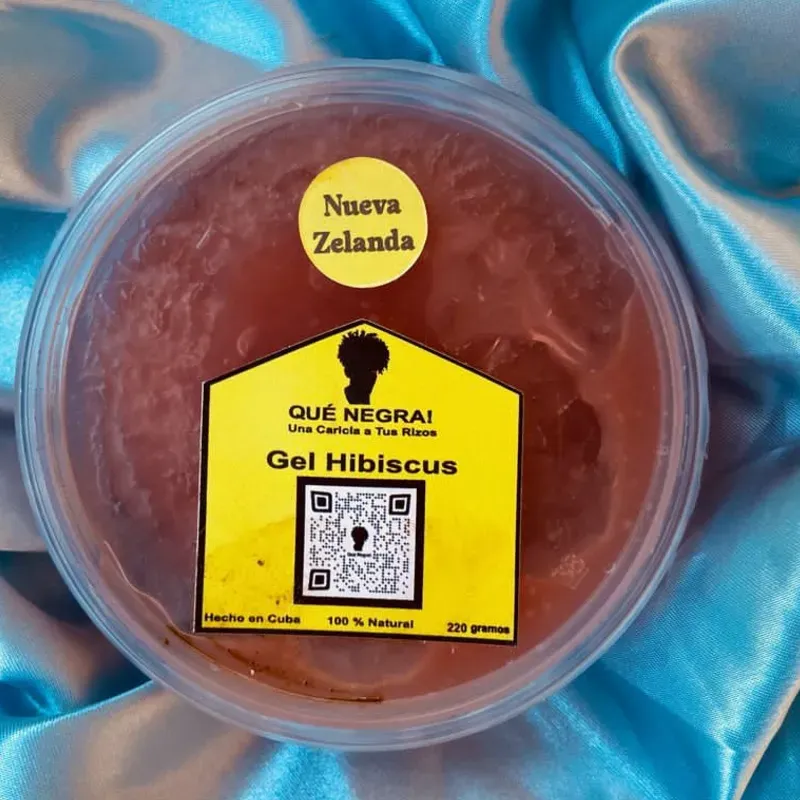 Nueva
Zelanda
QUÉ NEGRA!
Una Caricia a Tus Rizos
Gel Hibiscus
Hecho en Cuba
100 % Natural
220 gramos